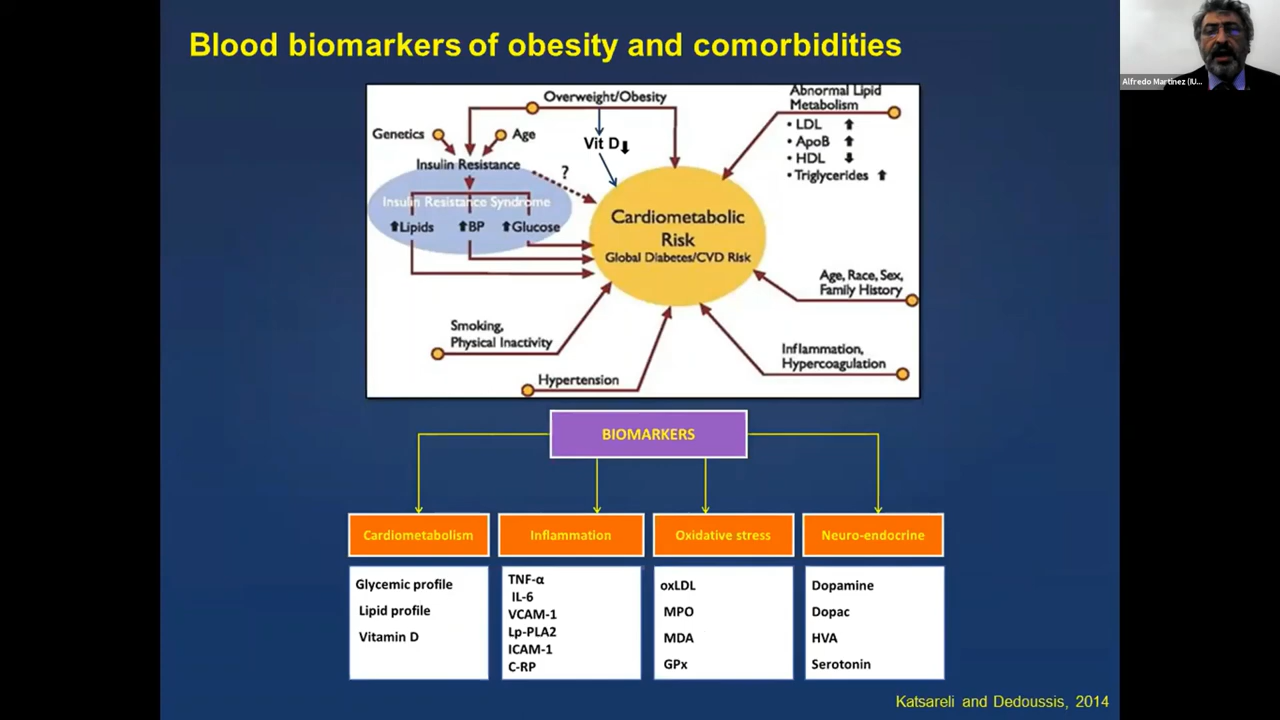 Blood biomarkers of obesity and comorbidities
Alfredo Martínez (IU...
Overweight/Obesity
Genetics
Age
Vit D
Insulin Resistance
?
Insulin Resistance Syndrome
Lipids
BP
Glucose
Abnormal Lipid
Metabolism
• LDL
• ApoB
• HDL
• Triglycerides
Cardiometabolic
Risk
Global Diabetes/CVD Risk
Age, Race, Sex,
Family History
Smoking,
Physical Inactivity
Inflammation,
Hypercoagulation
Hypertension
BIOMARKERS
Cardiometabolism
Glycemic profile
Lipid profile
Vitamin D
Inflammation
TNF-α
IL-6
VCAM-1
Lp-PLA2
ICAM-1
C-RP
Oxidative stress
oxLDL
MPO
MDA
GPx
Neuro-endocrine
Dopamine
Dopac
HVA
Serotonin
Katsareli and Dedoussis, 2014